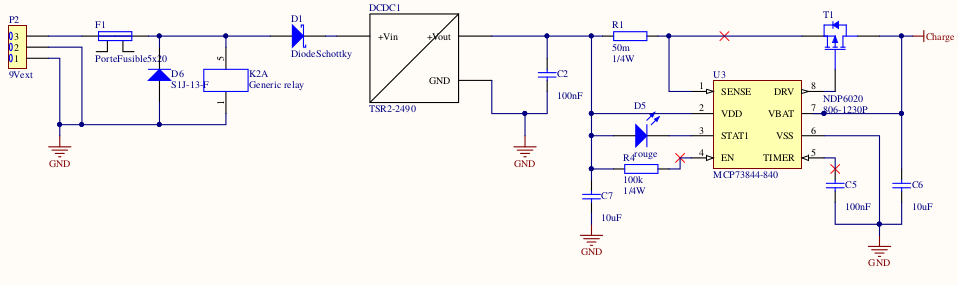 P2
3
2
1
9Vext
F1
PorteFusible5x20
D6
S1J-13-F
5
K2A
Generic relay
1
GND
D1
DiodeSchottky
DCDC1
+Vin
+Vout
GND
TSR2-2490
GND
C2
100nF
R1
50m
1/4W
D5
rouge
R4
100k
1/4W
C7
10uF
GND
U3
1
SENSE
2
VDD
3
STAT1
4
EN
DRV
8
VBAT
7
VSS
6
TIMER
5
MCP73844-840
T1
NDP6020
806-1230P
C5
100nF
C6
10uF
GND
Charge